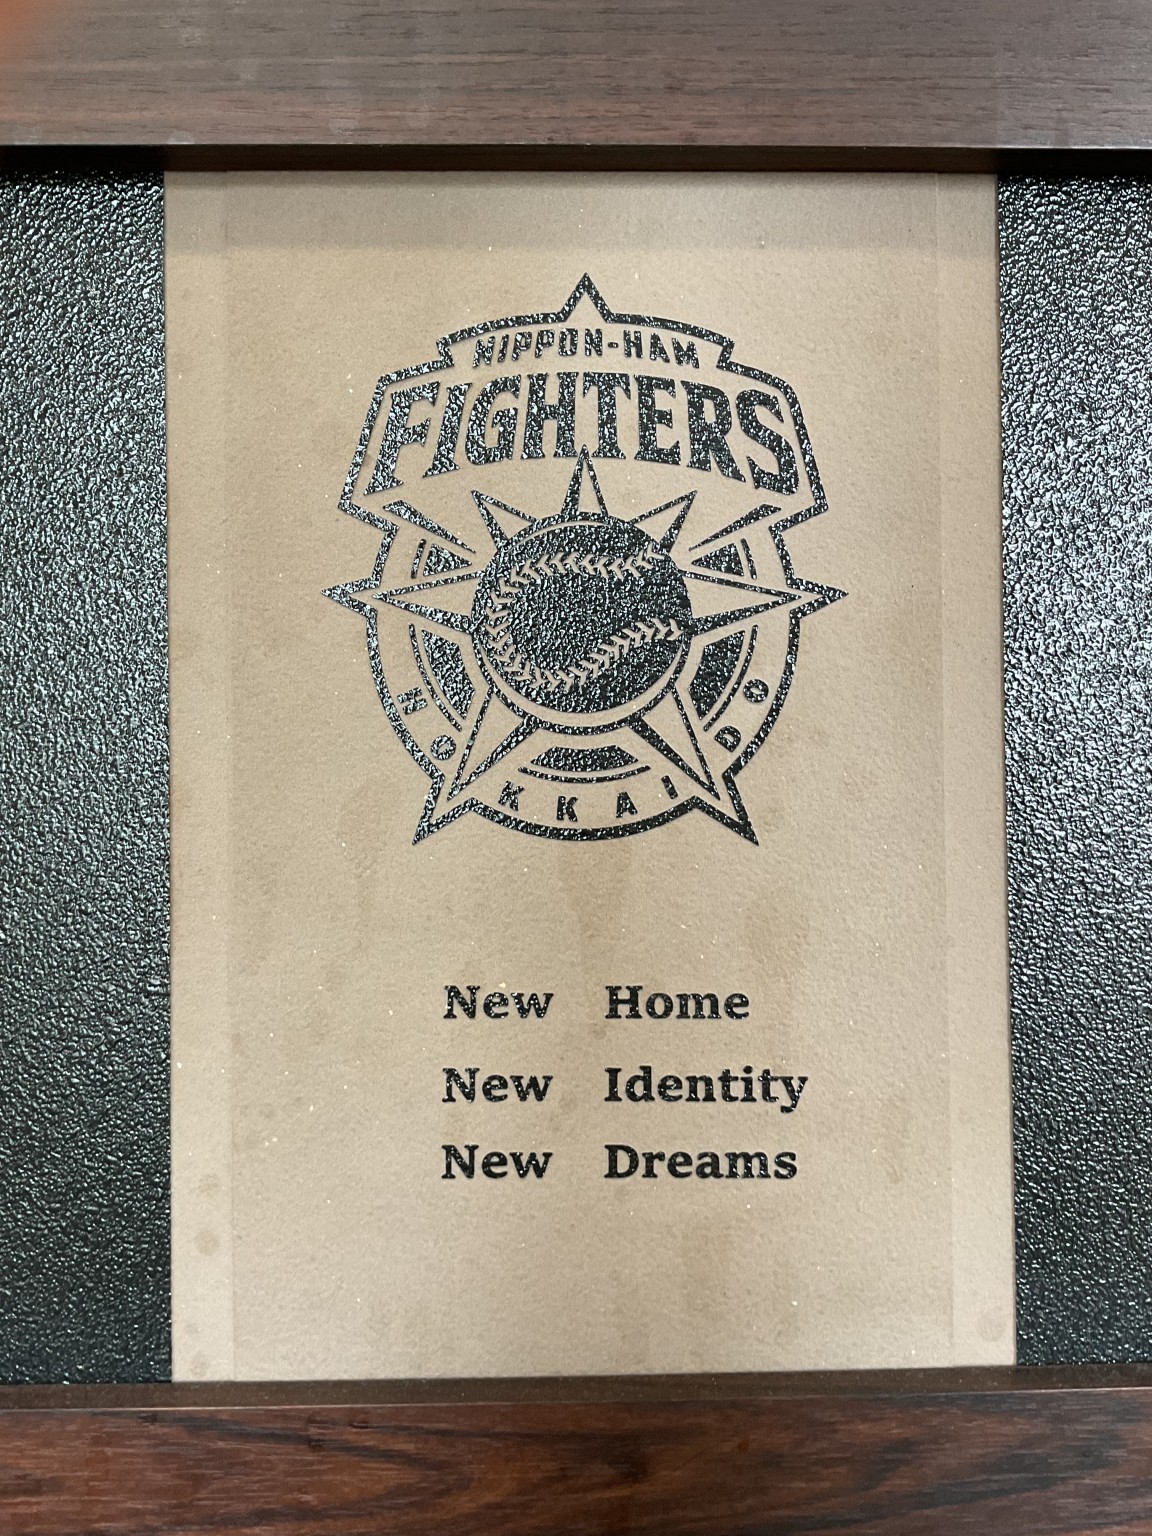 NIPPON-HAM
FIGHTERS
HOKKAIDO
New Home
New Identity
New Dreams